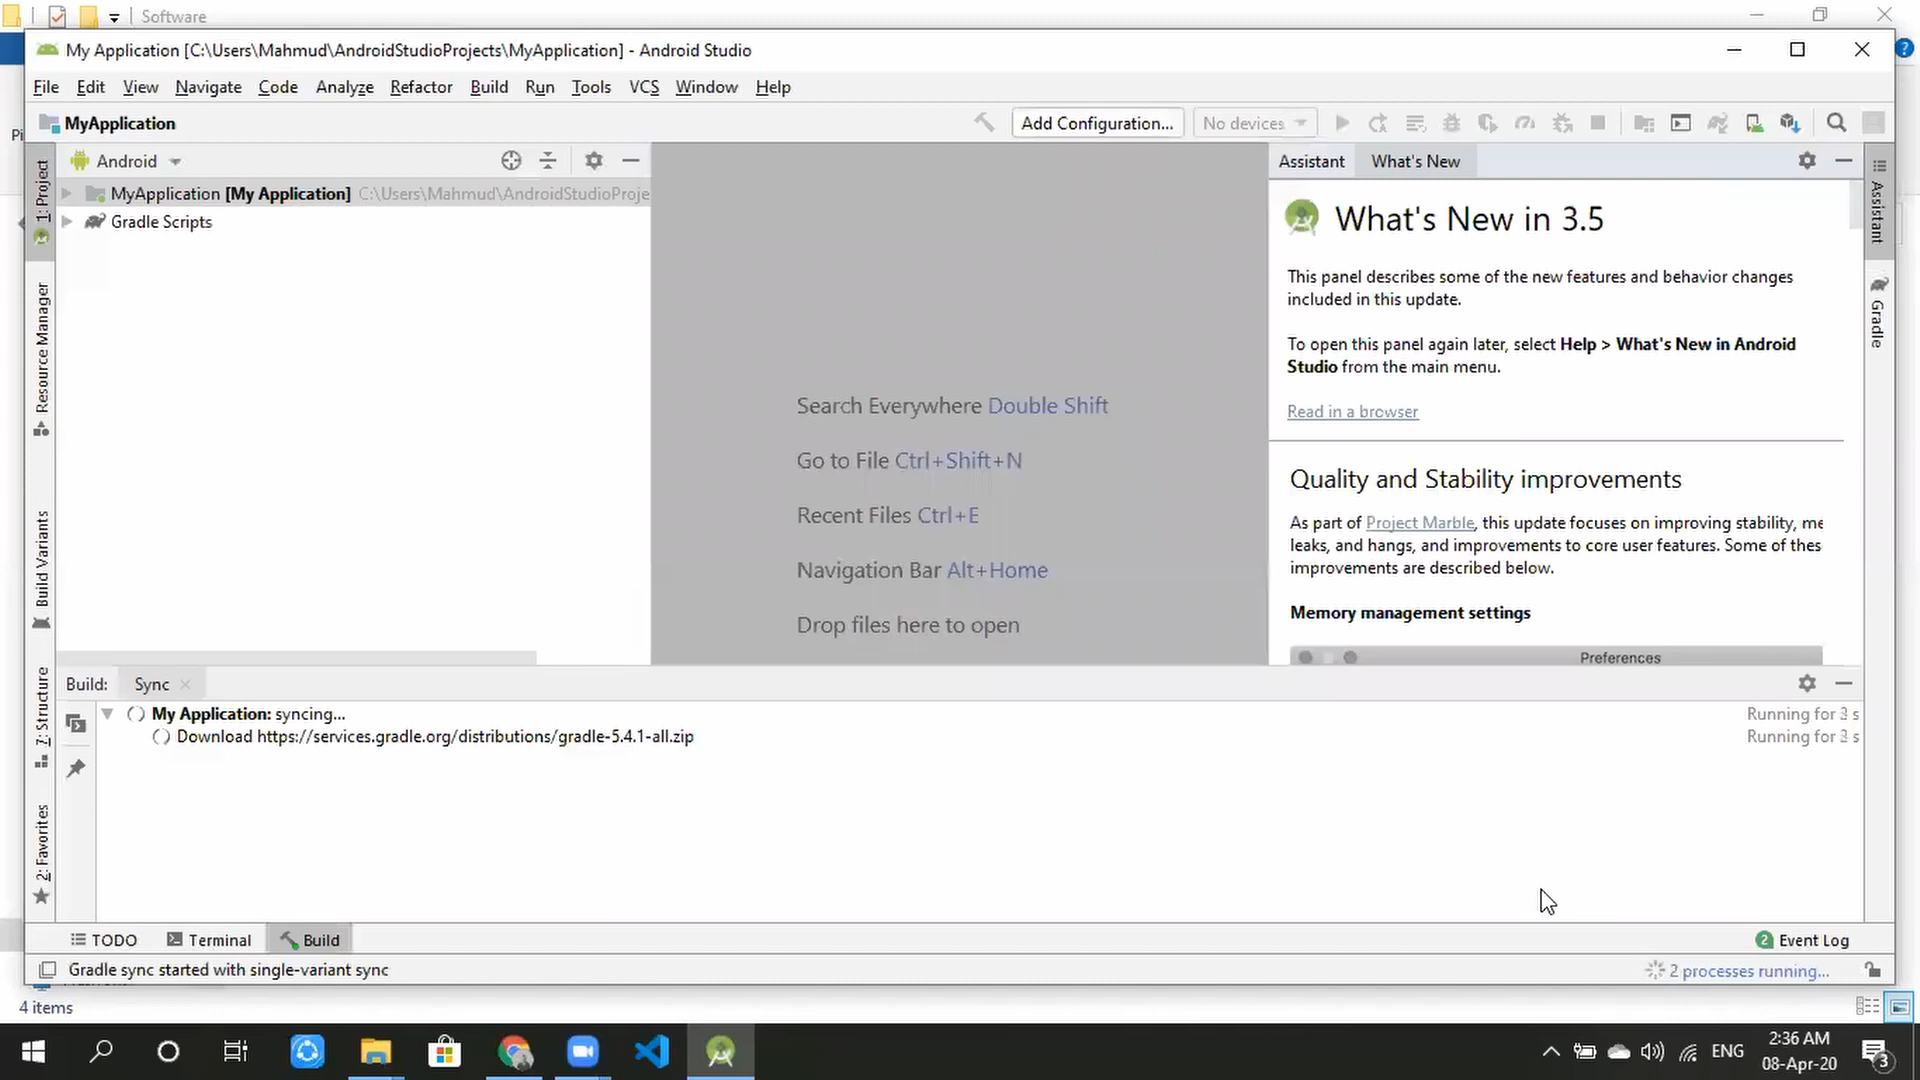 Software
My Application [C:\Users\Mahmud\AndroidStudioProjects\MyApplication] - Android Studio
File Edit View Navigate Code Analyze Refactor Build Run Tools VCS Window Help
Pi
MyApplication
Add Configuration...
No devices
1: Project
Resource Manager
Build Variants
7: Structure
2: Favorites
Android
MyApplication [My Application] C:\Users\Mahmud\AndroidStudioProje
Gradle Scripts
Search Everywhere Double Shift
Go to File Ctrl+Shift+N
Recent Files Ctrl+E
Navigation Bar Alt+Home
Drop files here to open
Assistant
What's New
What's New in 3.5
This panel describes some of the new features and behavior changes
included in this update.
To open this panel again later, select Help > What's New in Android
Studio from the main menu.
Read in a browser
Quality and Stability improvements
As part of Project Marble, this update focuses on improving stability, me
leaks, and hangs, and improvements to core user features. Some of thes
improvements are described below.
Memory management settings
Preferences
Assistant
Gradle
Build:
Sync
My Application: syncing...
Running for 3 s
Download https://services.gradle.org/distributions/gradle-5.4.1-all.zip
Running for 3 s
TODO
Terminal
Build
2 Event Log
Gradle sync started with single-variant sync
2 processes running...
4 items
ENG
2:36 AM
08-Apr-20
3